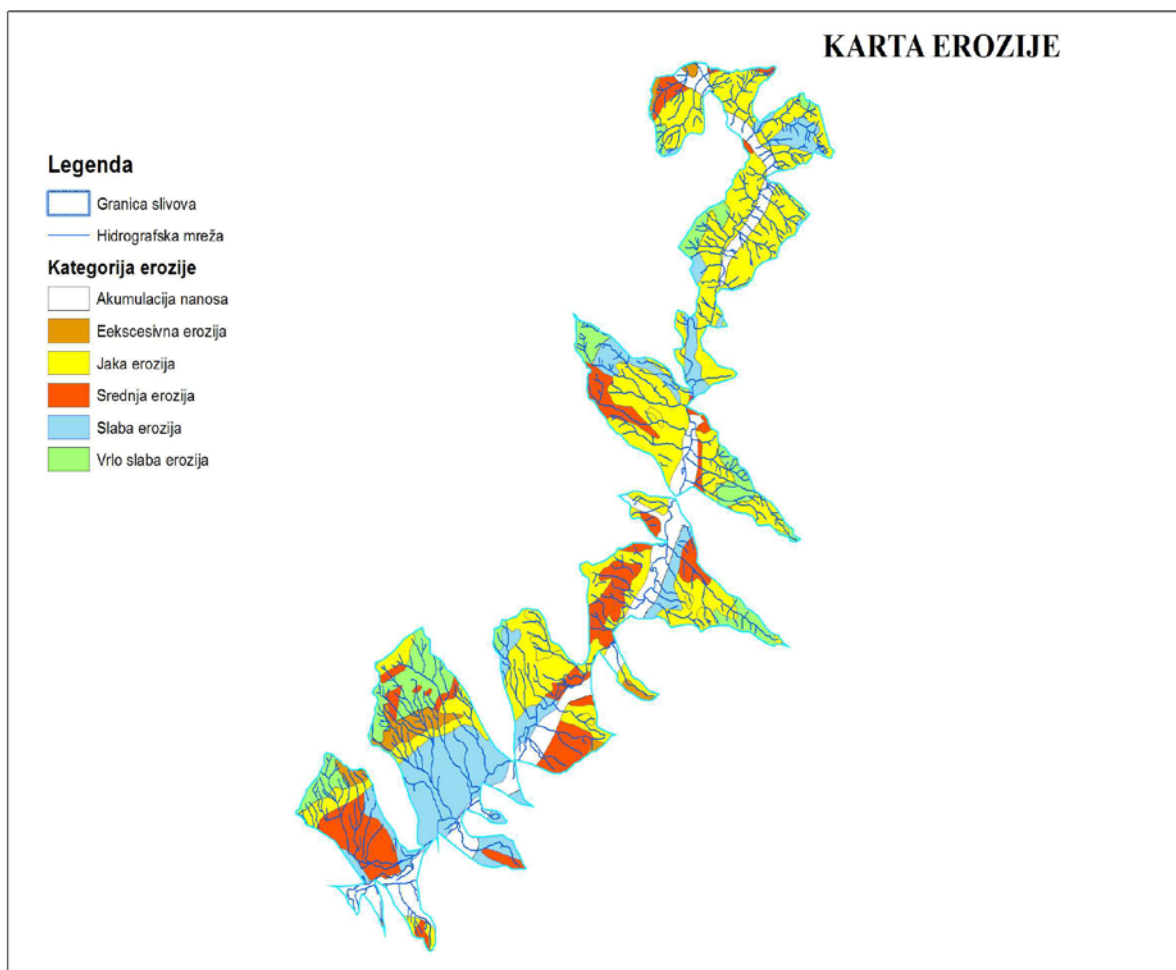 KARTA EROZIJE
Legenda
Granica slivova
Hidrografska mreža
Kategorija erozije
Akumulacija nanosa
Eekscesivna erozija
Jaka erozija
Srednja erozija
Slaba erozija
Vrlo slaba erozija